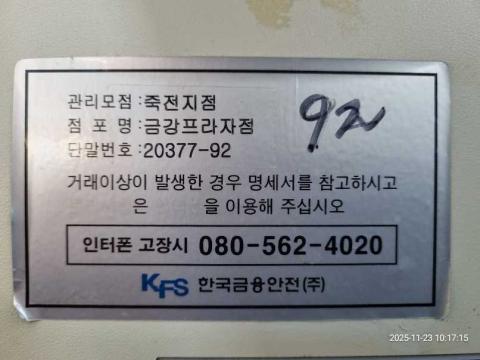 관리모점 : 죽전지점
점 포 명 : 금강프라자점
단말번호 : 20377-92
92
거래이상이 발생한 경우 명세서를 참고하시고
은 을 이용해 주십시오
인터폰 고장시 080-562-4020
KFS 한국금융안전(주)
2025-11-23 10:17:15